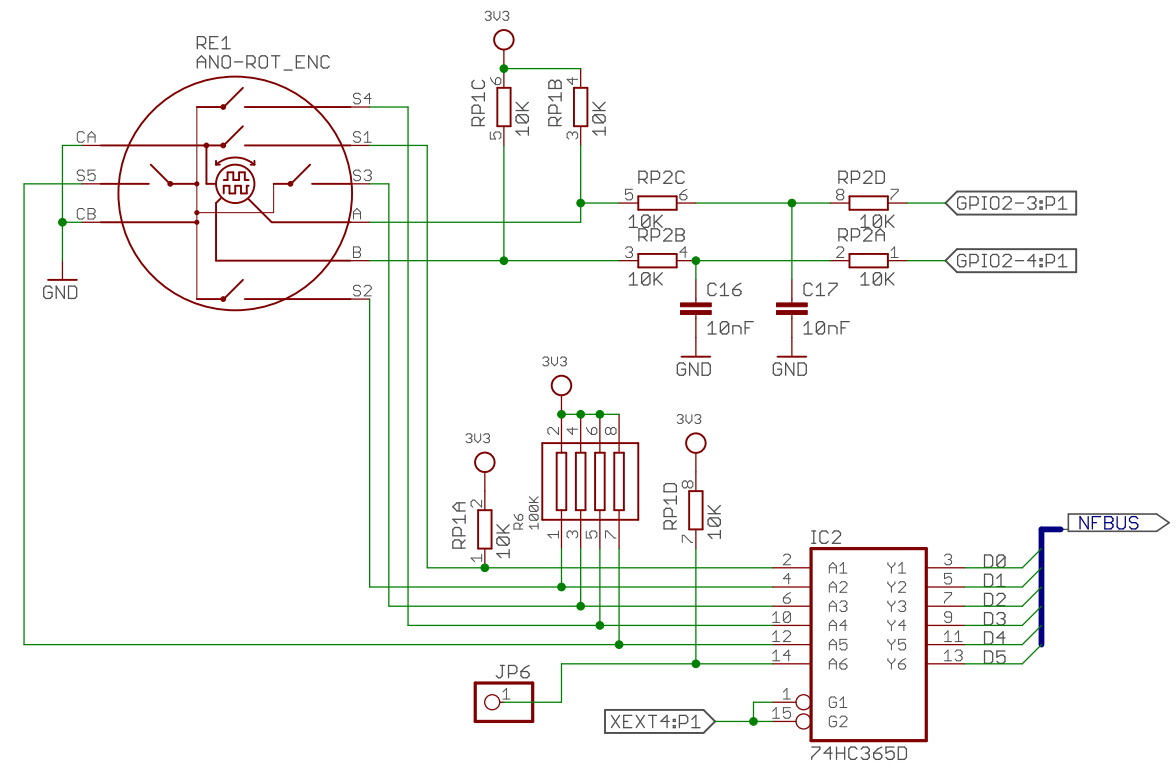 3V3
RE1
ANO-ROT_ENC
S4
CA
S1
S5
S3
CB
A
B
S2
GND
RP1C
6
5
10K
RP1B
4
3
10K
RP2C
5
6
10K
RP2D
8
7
10K
GPIO2-3:P1
RP2B
3
4
10K
RP2A
2
1
10K
GPIO2-4:P1
C16
10nF
GND
C17
10nF
GND
3V3
2
4
6
8
R6
100K
1
3
5
7
3V3
RP1A
2
1
10K
3V3
RP1D
8
7
10K
NFBUS
IC2
2 A1 Y1 3 D0
4 A2 Y2 5 D1
6 A3 Y3 7 D2
10 A4 Y4 9 D3
12 A5 Y5 11 D4
14 A6 Y6 13 D5
JP6
1
1 G1
15 G2
XEXT4:P1
74HC365D